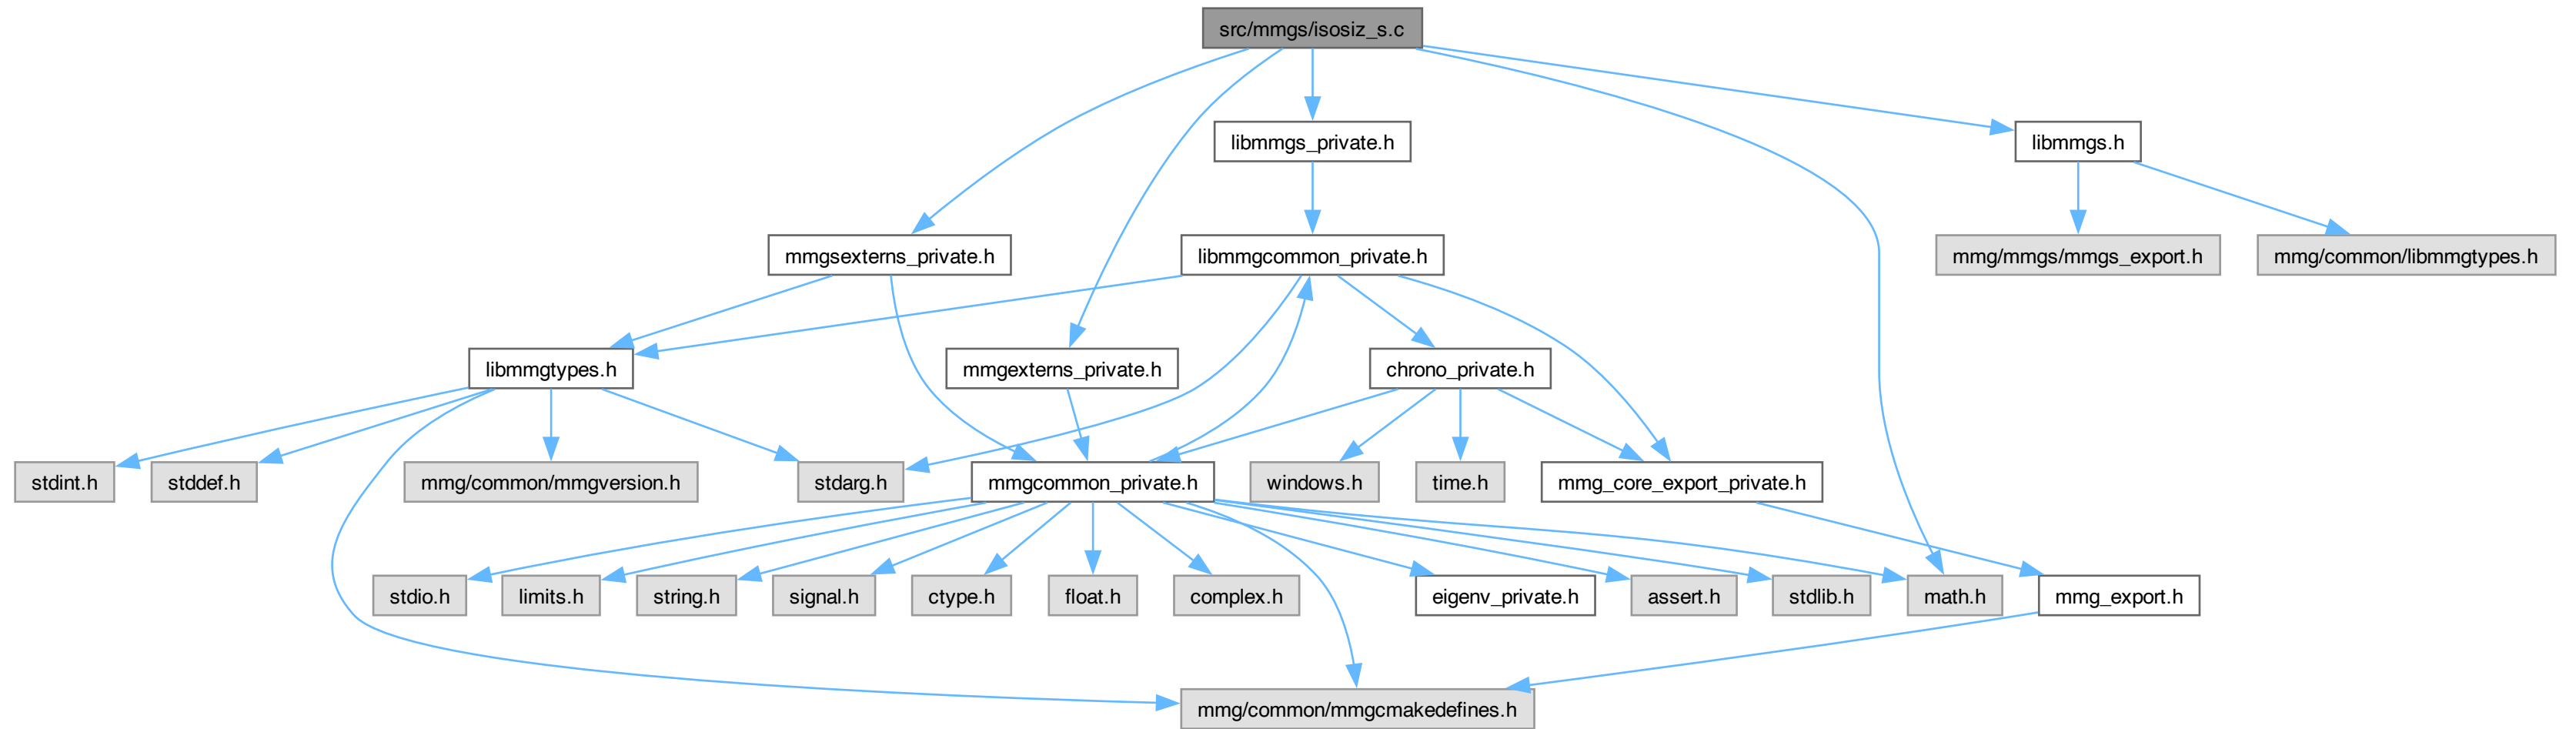 src/mmgs/isosiz_s.c
libmmgs_private.h
libmmgs.h
mmgsexterns_private.h
libmmgcommon_private.h
mmg/mmgs/mmgs_export.h
mmg/common/libmmgtypes.h
libmmgtypes.h
mmgexterns_private.h
chrono_private.h
stdint.h
stddef.h
mmg/common/mmgversion.h
stdarg.h
mmgcommon_private.h
windows.h
time.h
mmg_core_export_private.h
stdio.h
limits.h
string.h
signal.h
ctype.h
float.h
complex.h
eigenv_private.h
assert.h
stdlib.h
math.h
mmg_export.h
mmg/common/mmgcmakedefines.h